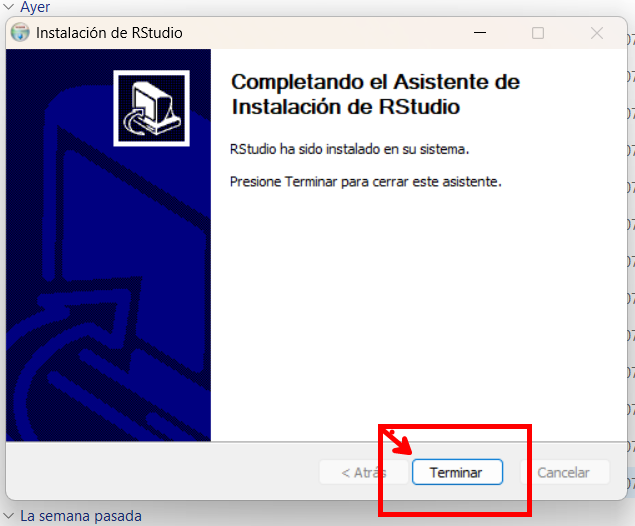 Ayer
Instalación de RStudio
Completando el Asistente de
Instalación de RStudio
RStudio ha sido instalado en su sistema.
Presione Terminar para cerrar este asistente.
< Atrás
Terminar
Cancelar
La semana pasada